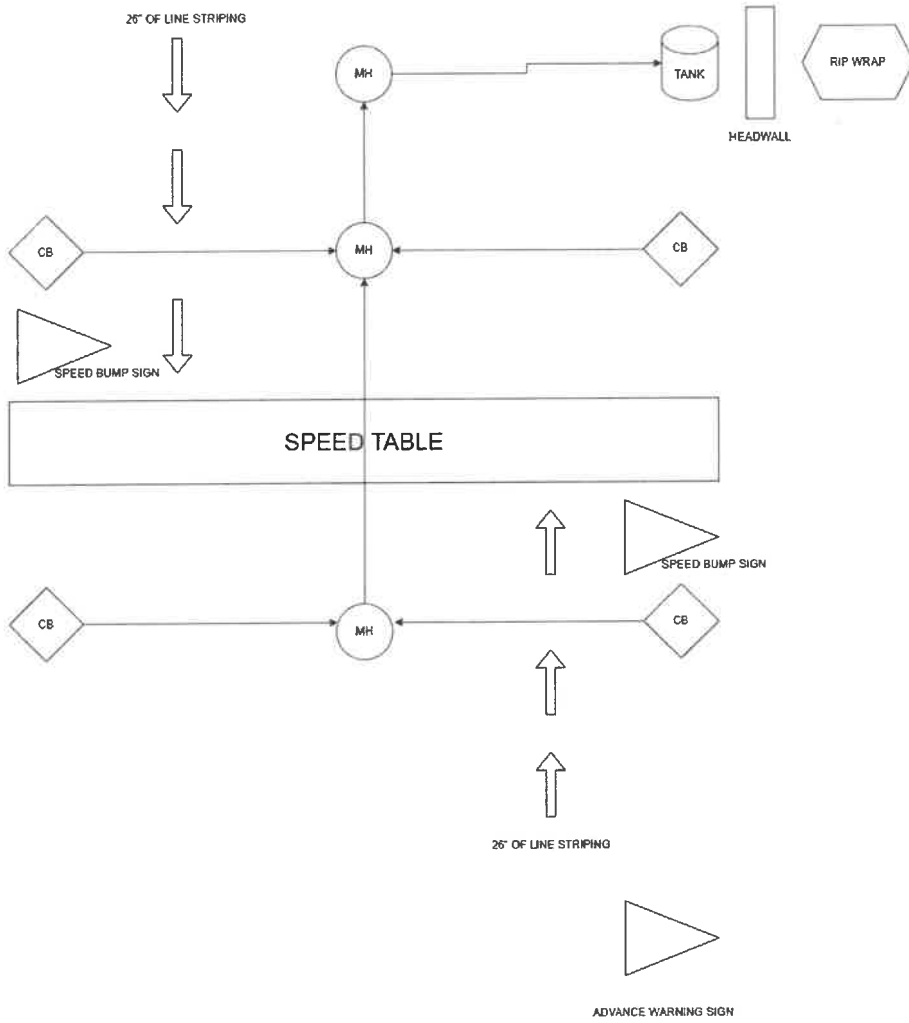 26" OF LINE STRIPING
MH
TANK
RIP WRAP
HEADWALL
CB
MH
CB
SPEED BUMP SIGN
SPEED TABLE
SPEED BUMP SIGN
CB
MH
CB
26" OF LINE STRIPING
ADVANCE WARNING SIGN